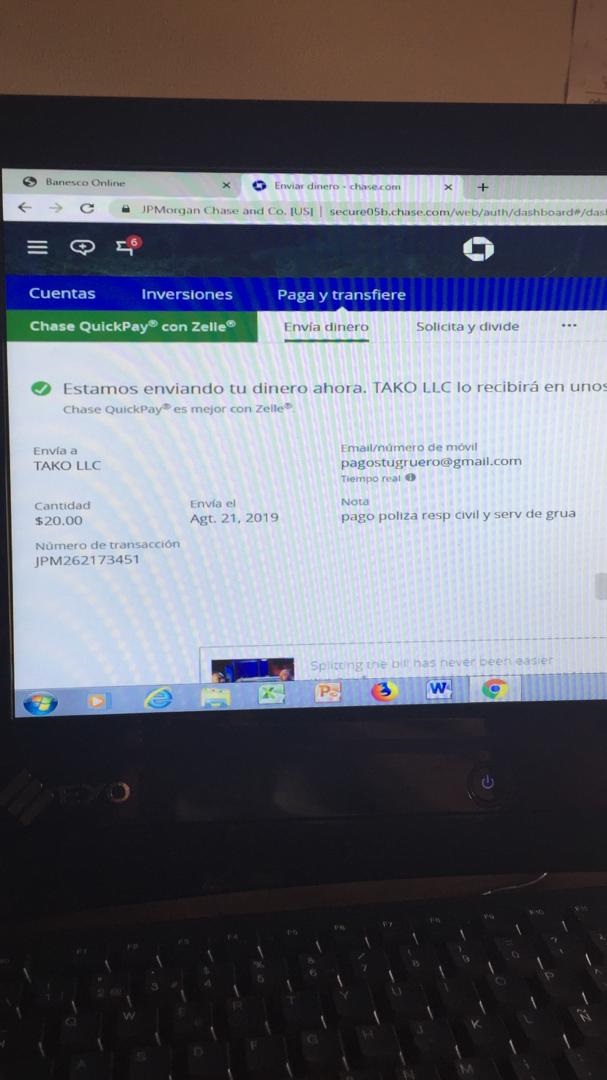 Banesco Online
Enviar dinero - chase.com
JPMorgan Chase and Co. [US] | secure05b.chase.com/web/auth/dashboard#/das
6
Cuentas Inversiones Paga y transfiere
Chase QuickPay® con Zelle® Envía dinero Solicita y divide ...
Estamos enviando tu dinero ahora. TAKO LLC lo recibirá en unos
Chase QuickPay® es mejor con Zelle®.
Envía a
TAKO LLC
Email/número de móvil
pagostugruero@gmail.com
Tiempo real
Cantidad
$20.00
Envía el
Agt. 21, 2019
Nota
pago poliza resp civil y serv de grua
Número de transacción
JPM262173451
Splitting the bill has never been easier